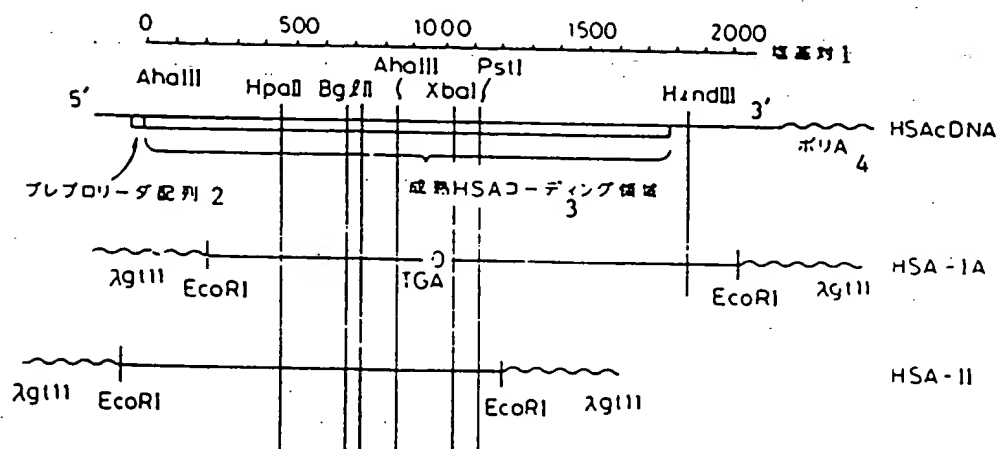 0 500 1000 1500 2000 塩基対1
AhaIII HpaII BglII AhaIII XbaI PstI HindIII
5' 3' HSAcDNA
ポリA 4
プレプロリーダ配列 2 成熟HSAコーディング領域 3
λgt11 EcoRI TGA EcoRI λgt11 HSA-IA
λgt11 EcoRI EcoRI λgt11 HSA-II